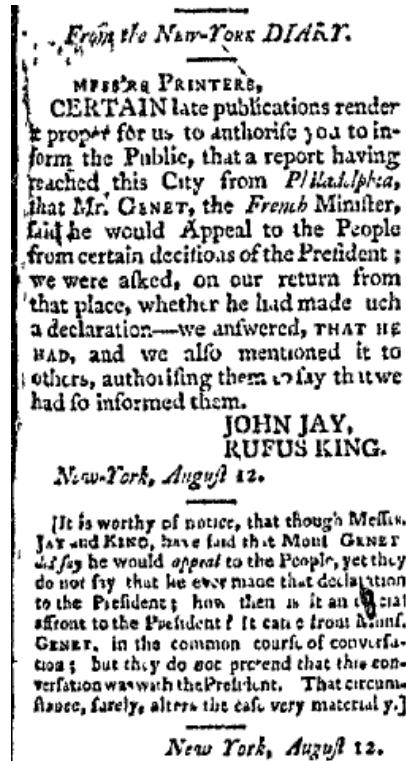 From the NEW-YORK DIARY.
MESS'RS PRINTERS,
CERTAIN late publications render
it proper for us to authorise you to in-
form the Public, that a report having
reached this City from Philadelphia,
that Mr. GENET, the French Minister,
said he would Appeal to the People
from certain decisions of the President;
we were asked, on our return from
that place, whether he had made such
a declaration—we answered, THAT HE
HAD, and we also mentioned it to
others, authorising them to say that we
had so informed them.
JOHN JAY,
RUFUS KING.
New-York, August 12.
[It is worthy of notice, that though Messrs.
JAY and KING, have said that Monf GENET
did say he would appeal to the People, yet they
do not say that he ever made that declaration
to the President; how then is it an official
affront to the President? It came from Monf.
GENET, in the common course of conversa-
tion; but they do not pretend that this con-
versation was with the President. That circum-
stance, surely, alters the case very materially.]
New York, August 12.